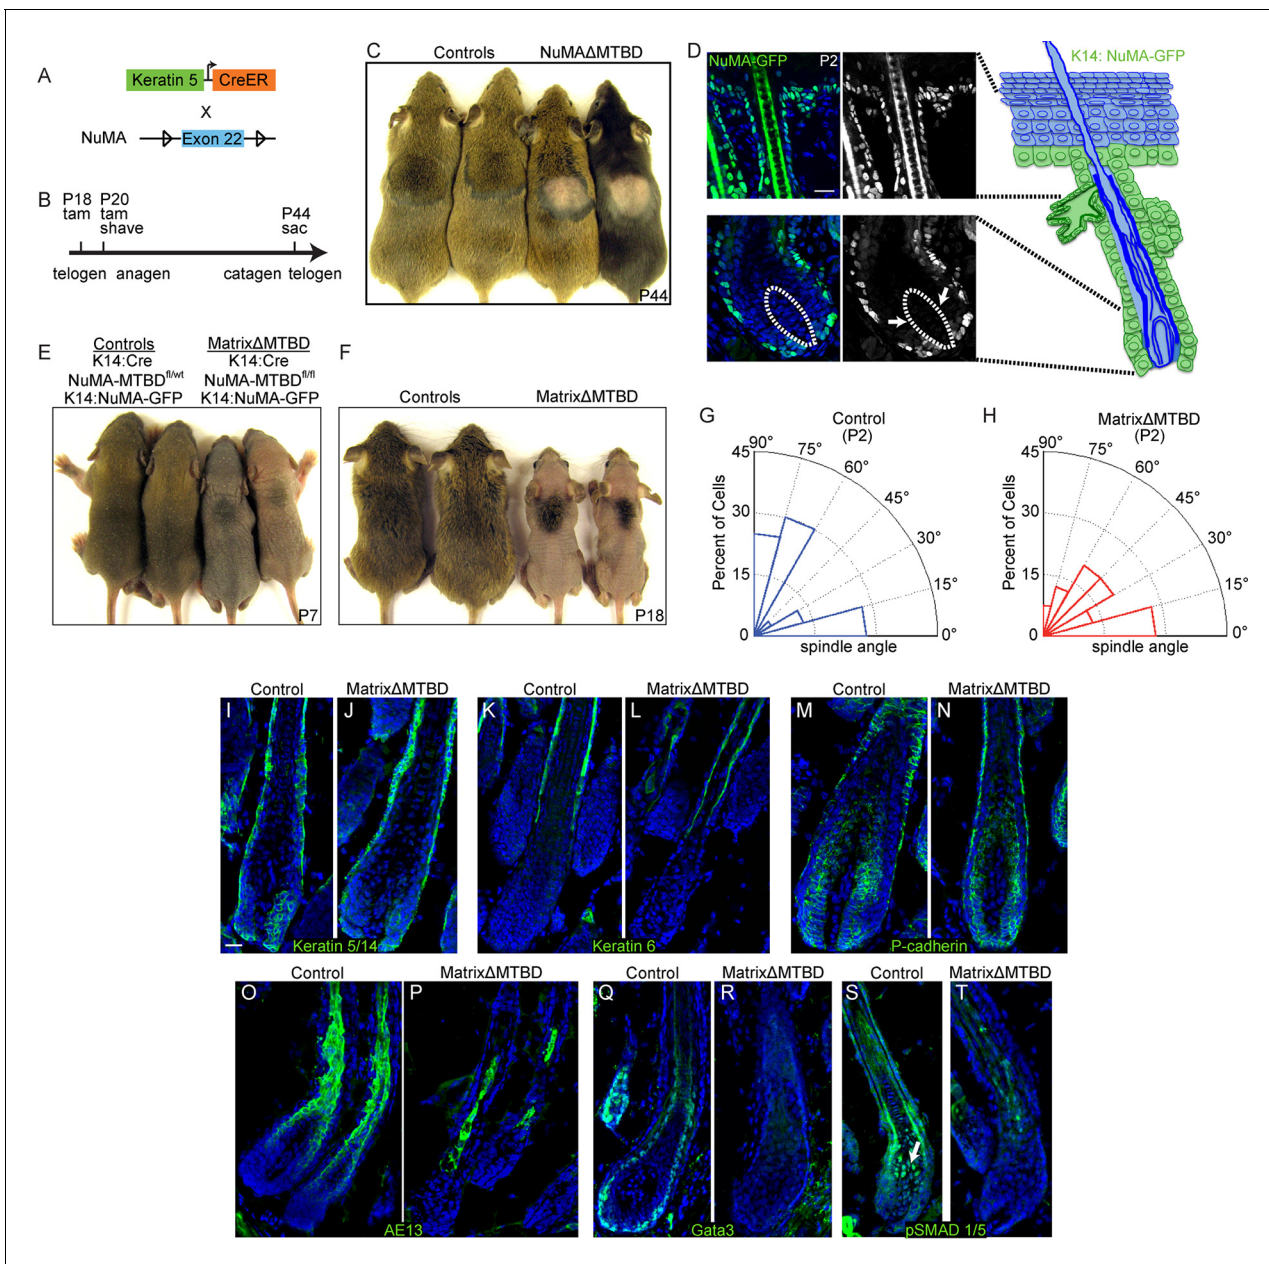 A
Keratin 5
CreER
X
NuMA
Exon 22
B
P18
tam
P20
tam
shave
P44
sac
telogen
anagen
catagen
telogen
C
Controls
NuMAΔMTBD
P44
D
NuMA-GFP
P2
K14: NuMA-GFP
E
Controls
K14:Cre
NuMA-MTBDfl/wt
K14:NuMA-GFP
MatrixΔMTBD
K14:Cre
NuMA-MTBDfl/fl
K14:NuMA-GFP
P7
F
Controls
MatrixΔMTBD
P18
G
Control
(P2)
Percent of Cells
45
30
15
0
90°
75°
60°
45°
30°
15°
0°
spindle angle
H
MatrixΔMTBD
(P2)
Percent of Cells
45
30
15
0
90°
75°
60°
45°
30°
15°
0°
spindle angle
Control
MatrixΔMTBD
I
J
Keratin 5/14
Control
MatrixΔMTBD
K
L
Keratin 6
Control
MatrixΔMTBD
M
N
P-cadherin
Control
MatrixΔMTBD
O
P
AE13
Control
MatrixΔMTBD
Q
R
Gata3
Control
MatrixΔMTBD
S
T
pSMAD 1/5